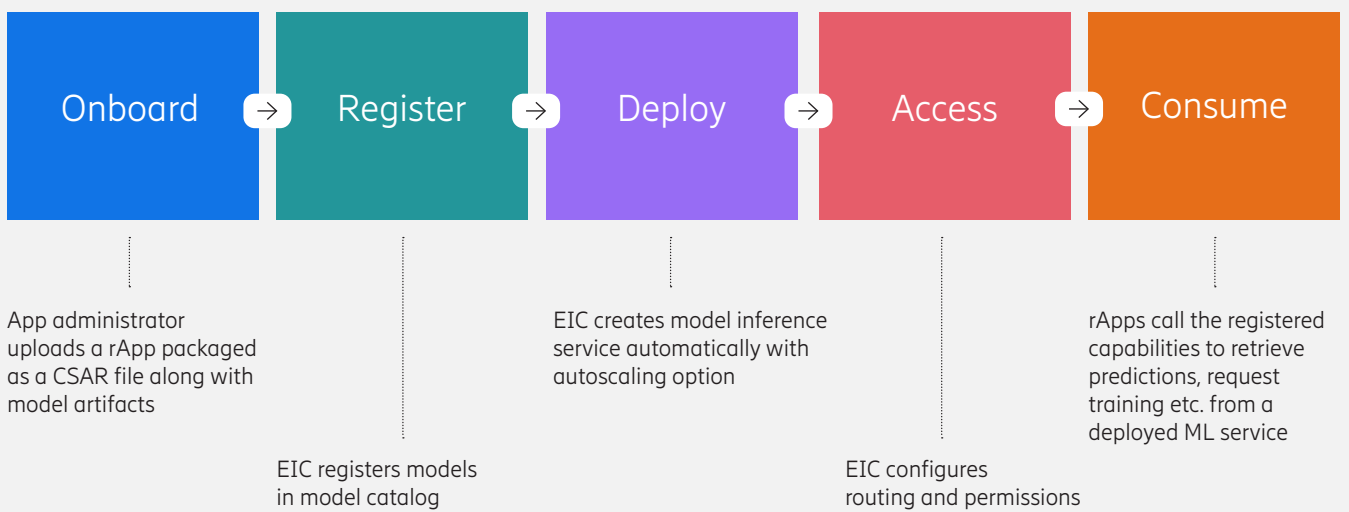 Onboard
Register
Deploy
Access
Consume
App administrator
uploads a rApp packaged
as a CSAR file along with
model artifacts
EIC registers models
in model catalog
EIC creates model inference
service automatically with
autoscaling option
EIC configures
routing and permissions
rApps call the registered
capabilities to retrieve
predictions, request
training etc. from a
deployed ML service